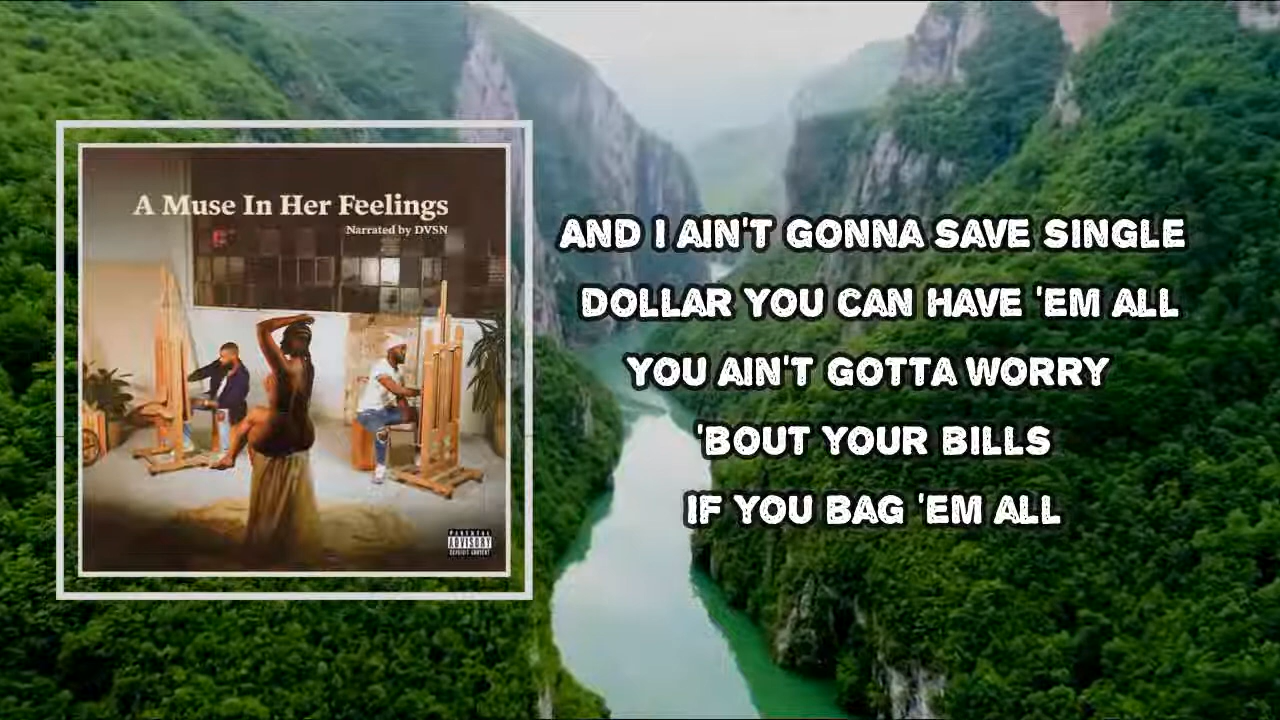 A Muse In Her Feelings
Narrated by DVSN
AND I AIN'T GONNA SAVE SINGLE
DOLLAR YOU CAN HAVE 'EM ALL
YOU AIN'T GOTTA WORRY
'BOUT YOUR BILLS
IF YOU BAG 'EM ALL
PARENTAL
ADVISORY
EXPLICIT CONTENT